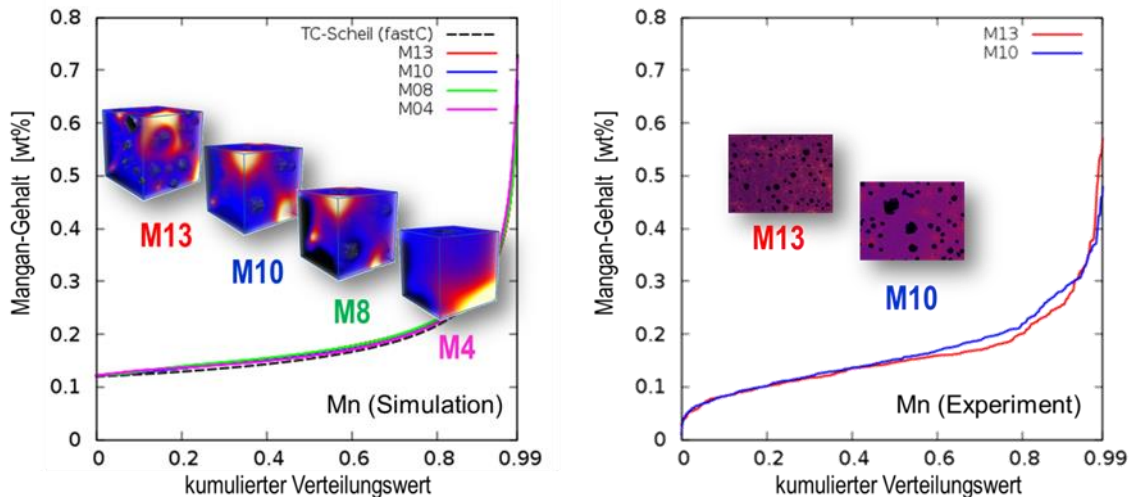 0.8
0.7
0.6
0.5
0.4
0.3
0.2
0.1
0
Mangan-Gehalt [wt%]
TC-Scheil (fastC)
M13
M10
M08
M04
M13
M10
M8
M4
Mn (Simulation)
0 0.2 0.4 0.6 0.8 0.99
kumulierter Verteilungswert
0.8
0.7
0.6
0.5
0.4
0.3
0.2
0.1
0
Mangan-Gehalt [wt%]
M13
M10
M13
M10
Mn (Experiment)
0 0.2 0.4 0.6 0.8 0.99
kumulierter Verteilungswert